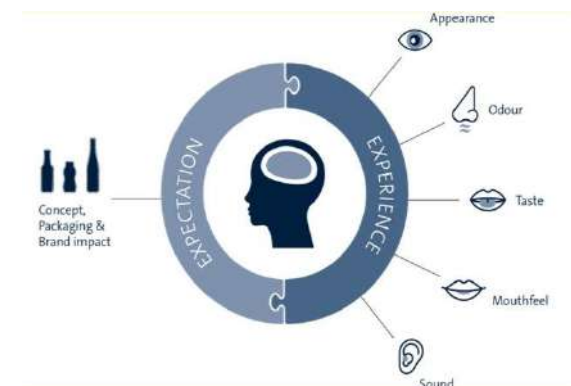 Appearance
Odour
EXPECTATION
EXPERIENCE
Taste
Concept,
Packaging &
Brand impact
Mouthfeel
Sound